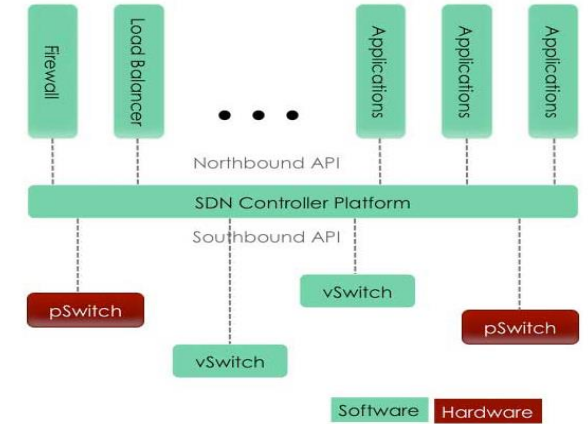 Firewall
Load Balancer
• • •
Applications
Applications
Applications
Northbound API
SDN Controller Platform
Southbound API
vSwitch
pSwitch
pSwitch
vSwitch
Software
Hardware